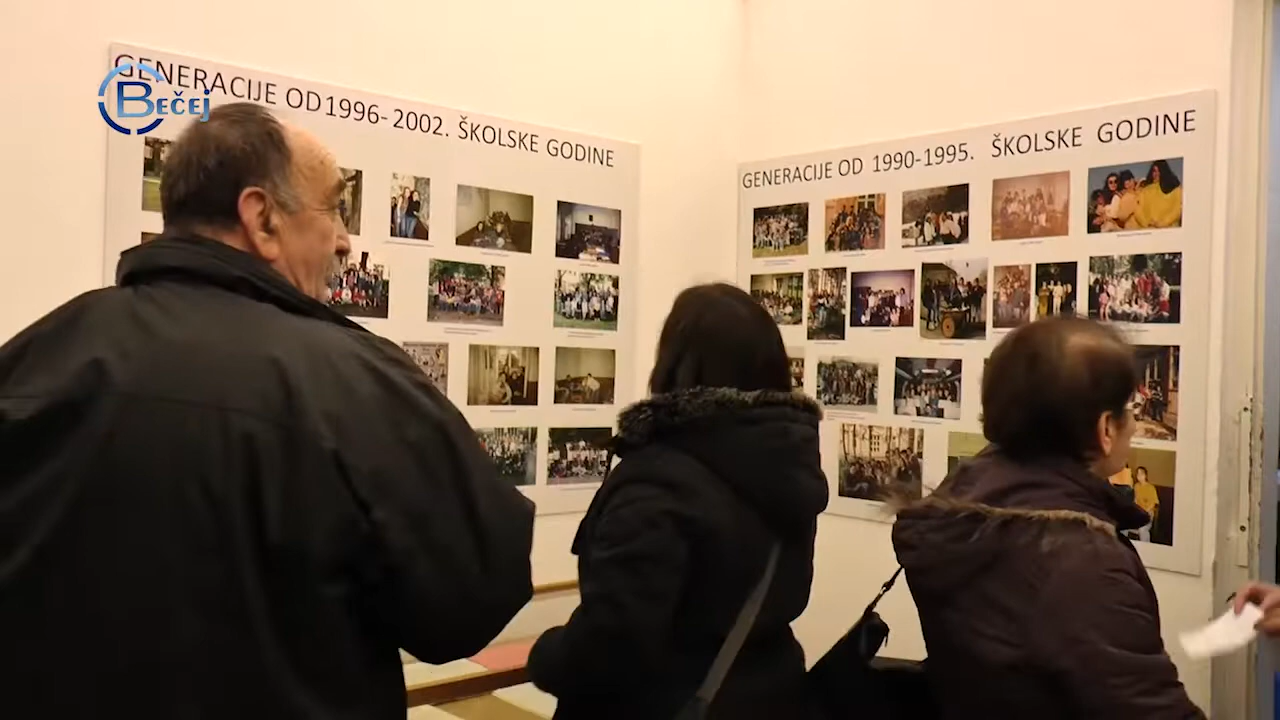 GENERACIJE OD 1996-2002. ŠKOLSKE GODINE
BEČEJ
GENERACIJE OD 1990-1995. ŠKOLSKE GODINE